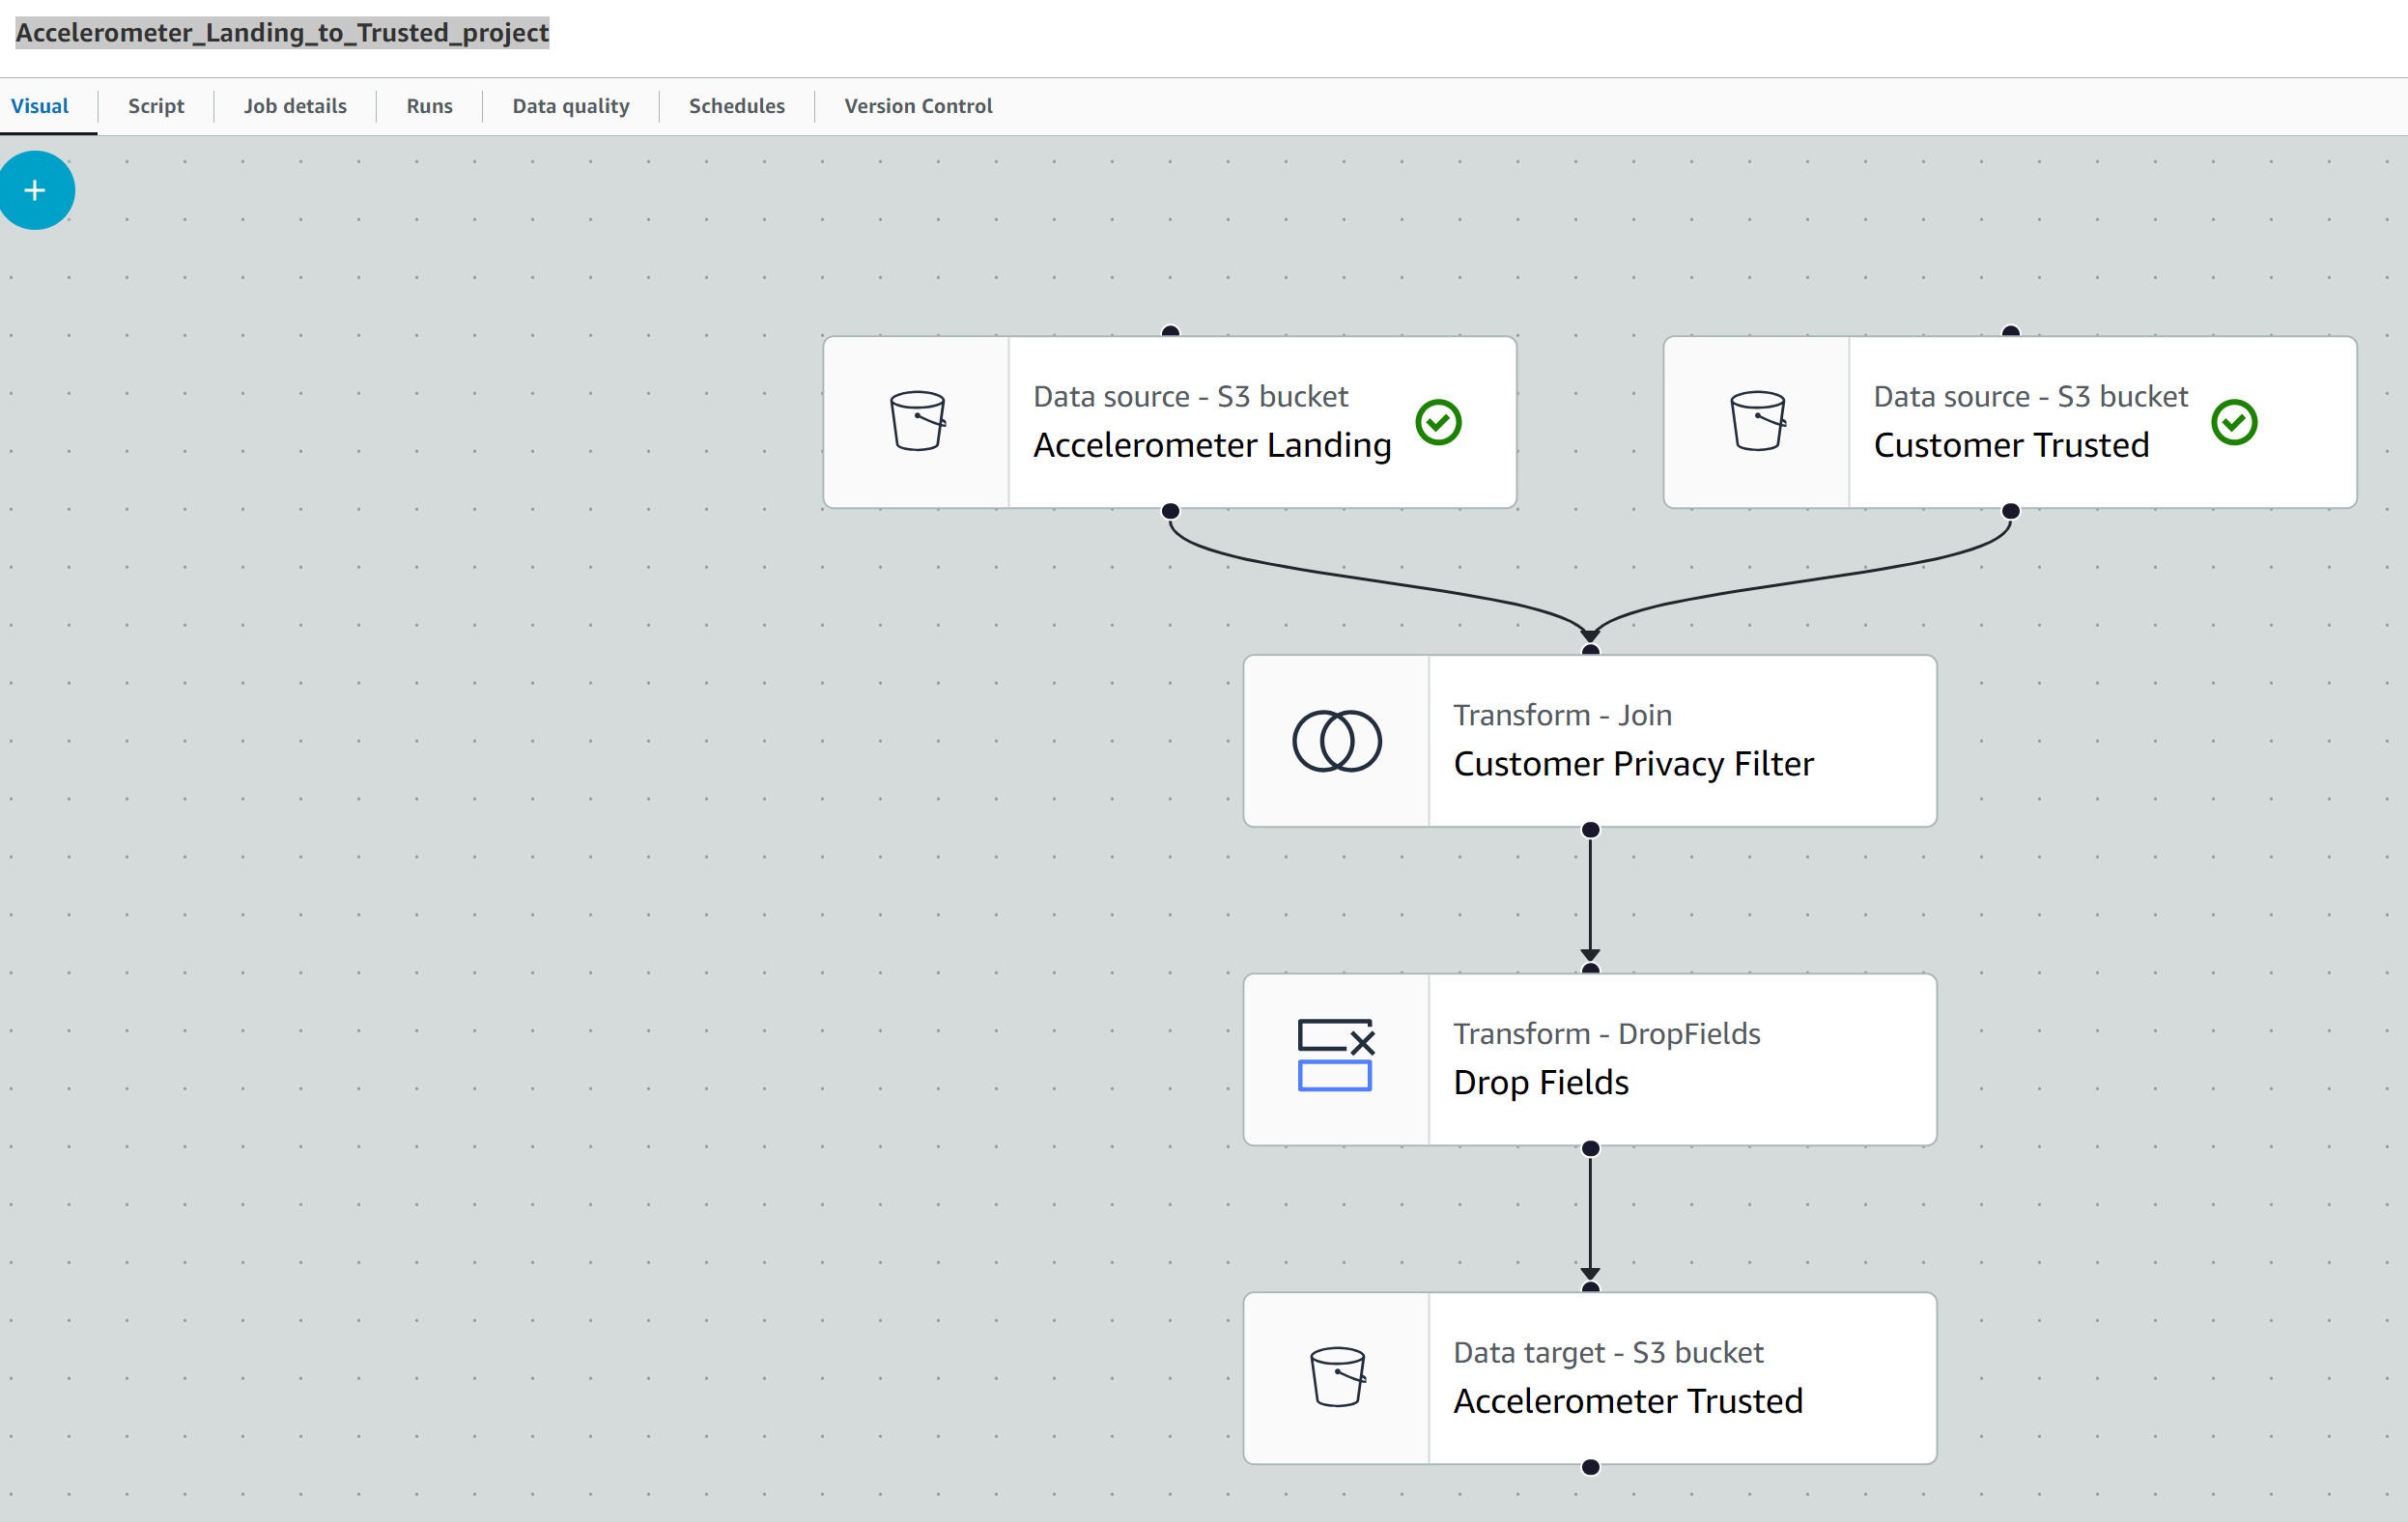 Accelerometer_Landing_to_Trusted_project
Visual
Script
Job details
Runs
Data quality
Schedules
Version Control
+
Data source - S3 bucket
Accelerometer Landing
Data source - S3 bucket
Customer Trusted
Transform - Join
Customer Privacy Filter
Transform - DropFields
Drop Fields
Data target - S3 bucket
Accelerometer Trusted